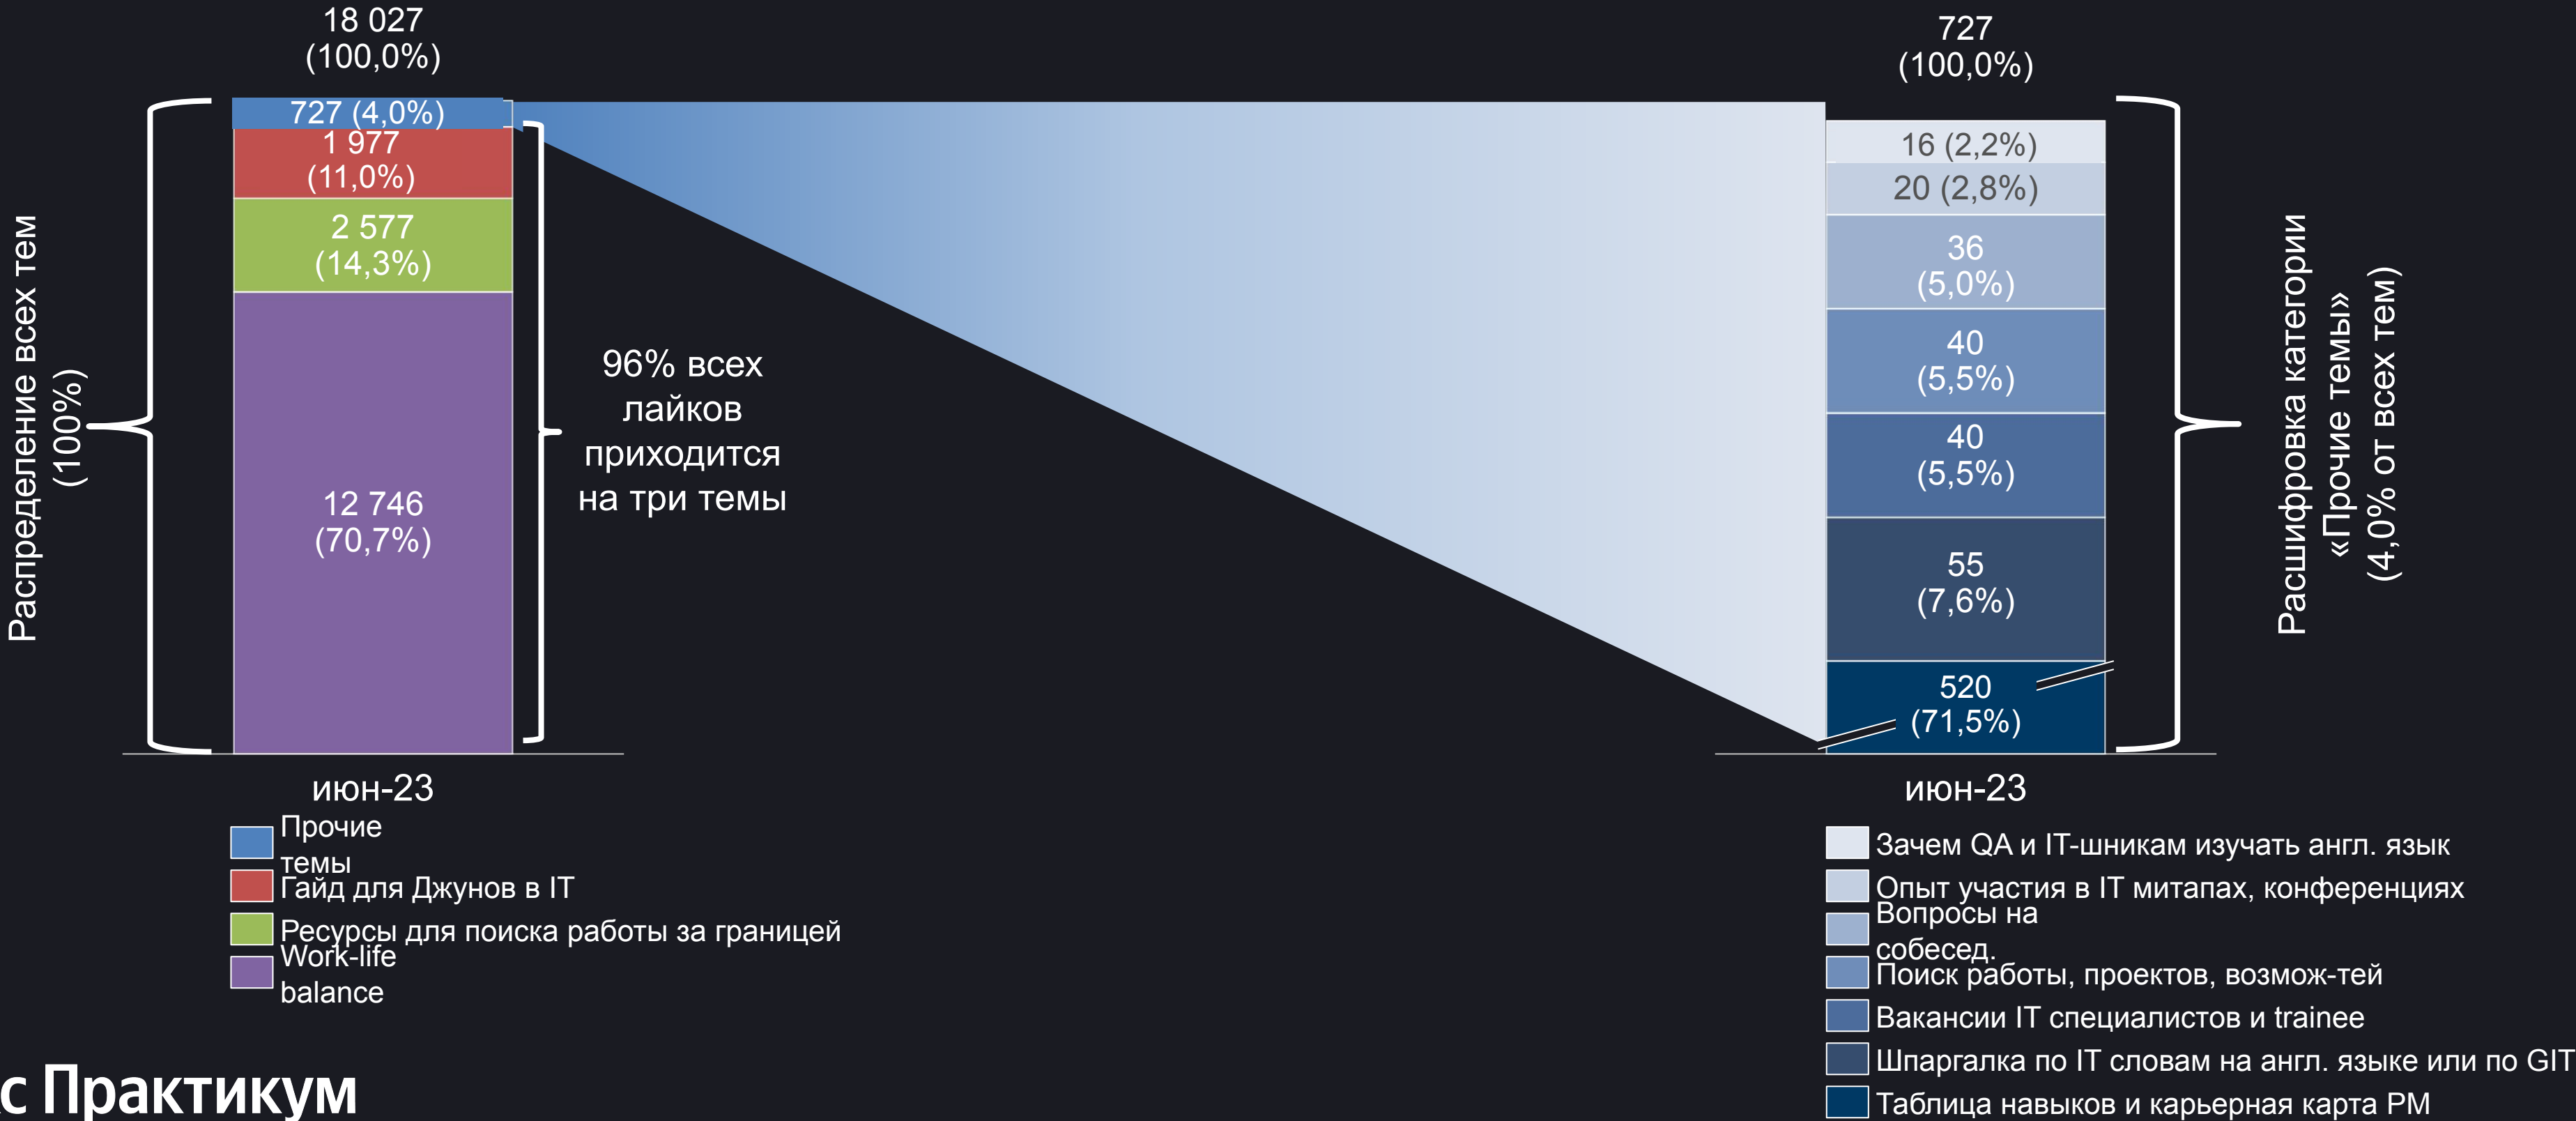 18 027
(100,0%)
727 (4,0%)
1 977
(11,0%)
2 577
(14,3%)
12 746
(70,7%)
июн-23
Распределение всех тем
(100%)
96% всех
лайков
приходится
на три темы
Прочие
темы
Гайд для Джунов в IT
Ресурсы для поиска работы за границей
Work-life
balance
727
(100,0%)
16 (2,2%)
20 (2,8%)
36
(5,0%)
40
(5,5%)
40
(5,5%)
55
(7,6%)
520
(71,5%)
июн-23
Расшифровка категории
«Прочие темы»
(4,0% от всех тем)
Зачем QA и IT-шникам изучать англ. язык
Опыт участия в IT митапах, конференциях
Вопросы на
собесед.
Поиск работы, проектов, возмож-тей
Вакансии IT специалистов и trainee
Шпаргалка по IT словам на англ. языке или по GIT
Таблица навыков и карьерная карта PM
с Практикум